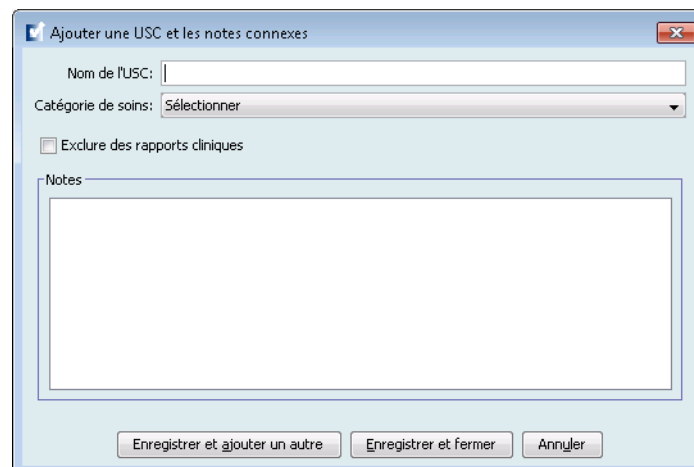 Ajouter une USC et les notes connexes
Nom de l'USC:
Catégorie de soins: Sélectionner
Exclure des rapports cliniques
Notes
Enregistrer et ajouter un autre Enregistrer et fermer Annuler